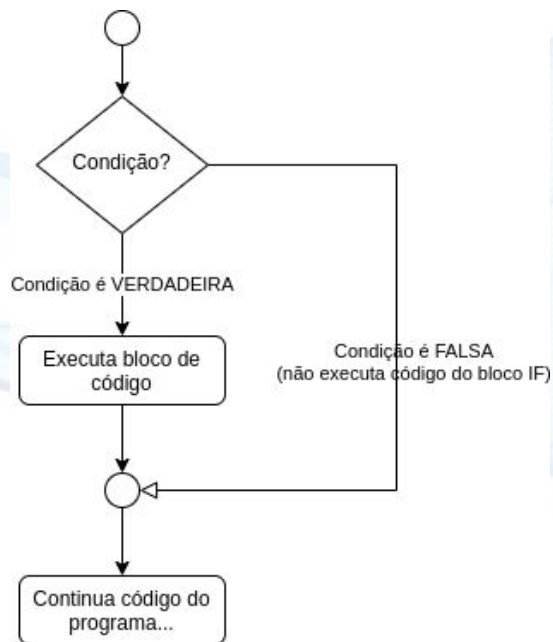 Condição?
Condição é VERDADEIRA
Executa bloco de
código
Condição é FALSA
(não executa código do bloco IF)
Continua código do
programa...